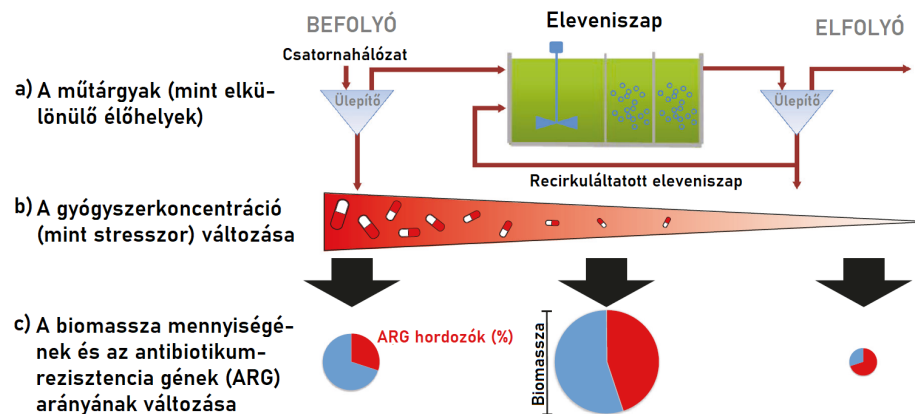 BEFOLYÓ
Eleveniszap
ELFOLYÓ
Csatornahálózat
a) A műtárgyak (mint elkü-
lönülő élőhelyek)
Ülepítő
Ülepítő
Recirkuláltatott eleveniszap
b) A gyógyszerkoncentráció
(mint stresszor) változása
c) A biomassza mennyiségé-
nek és az antibiotikum-
rezisztencia gének (ARG)
arányának változása
ARG hordozók (%)
Biomassza